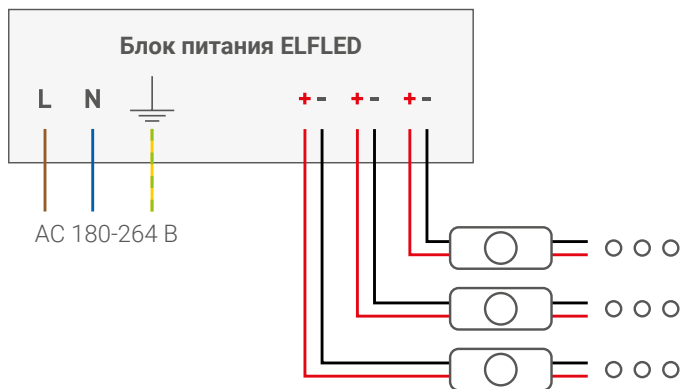 Блок питания ELFLED
L N + - + - + -
AC 180-264 В